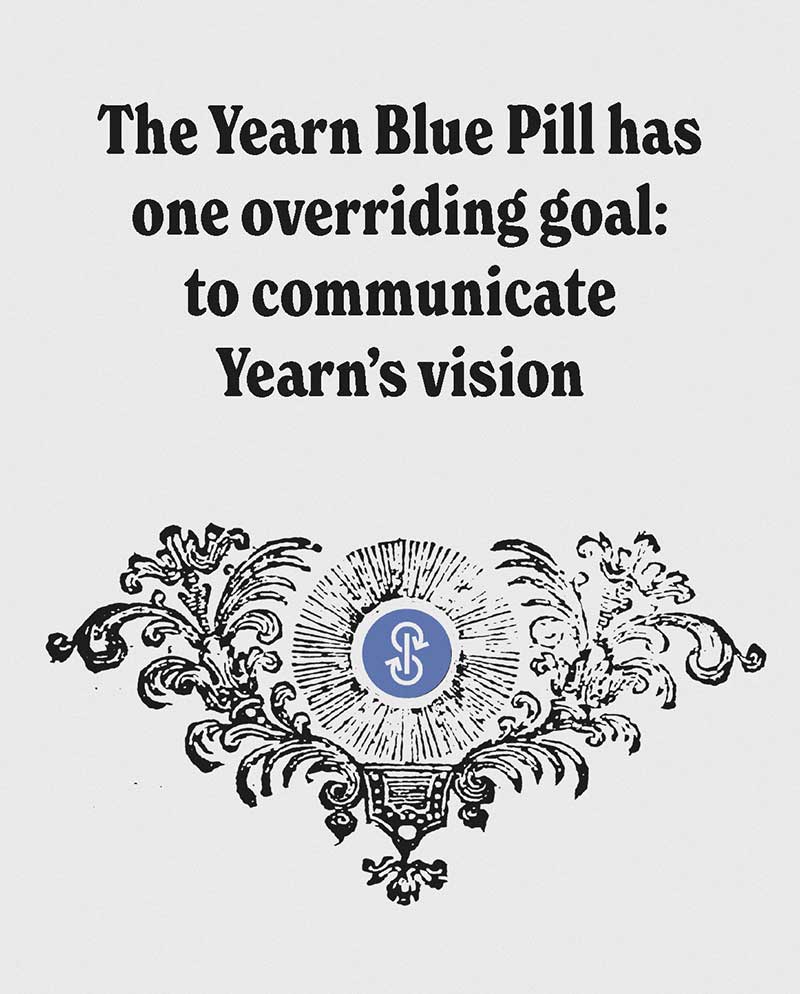 The Yearn Blue Pill has
one overriding goal:
to communicate
Yearn’s vision